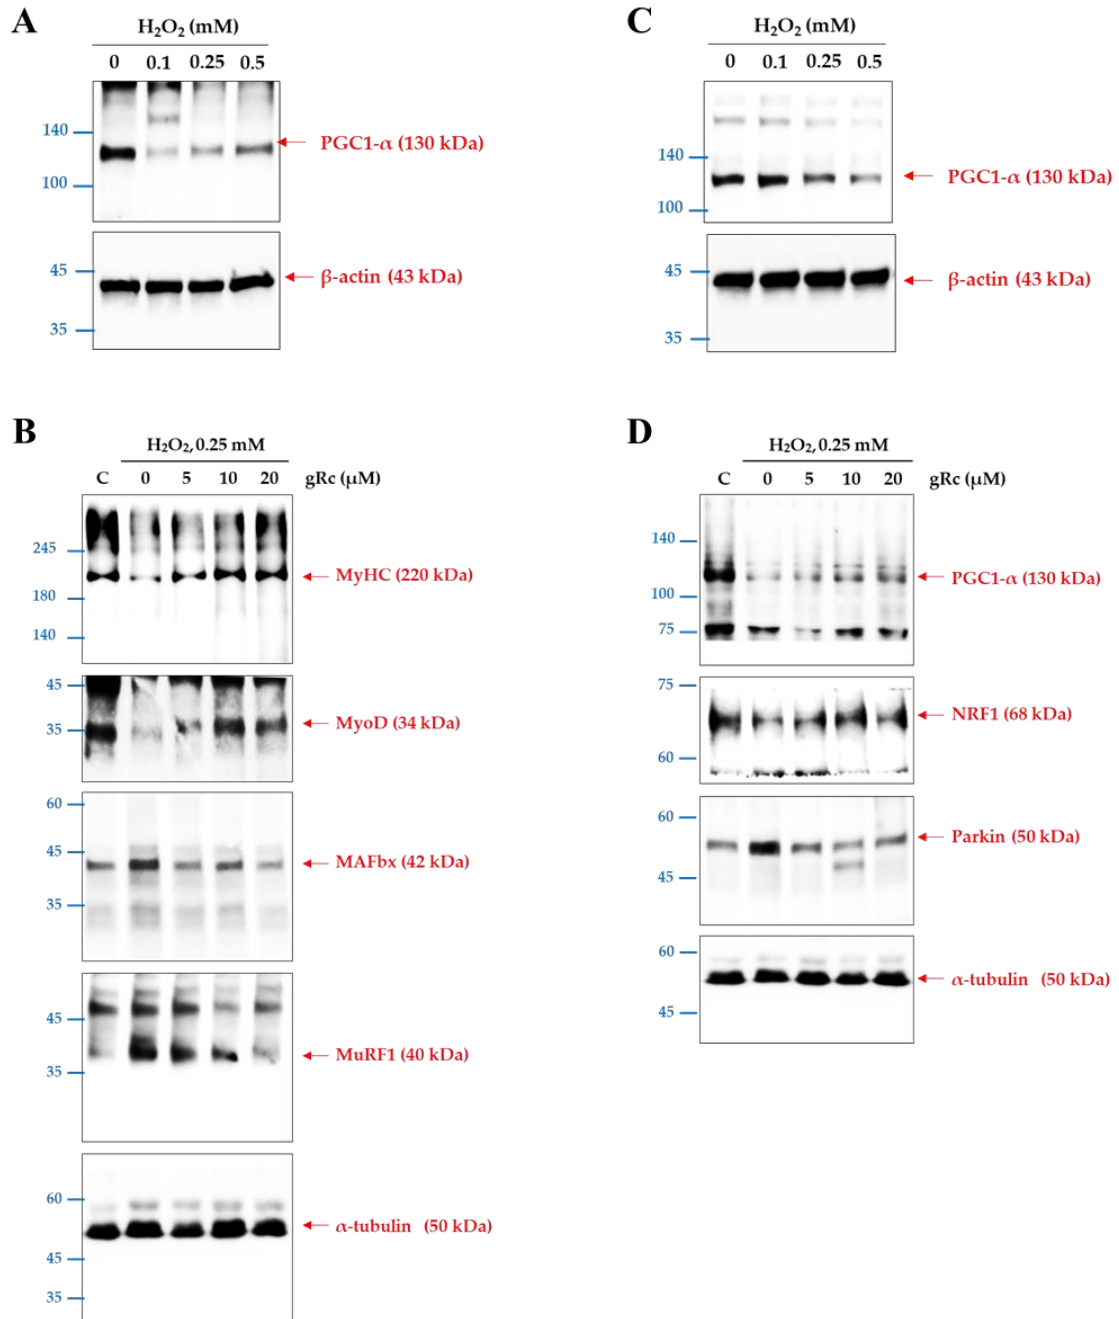 A
H₂O₂ (mM)
0 0.1 0.25 0.5
140
100
PGC1-α (130 kDa)
45
35
β-actin (43 kDa)
C
H₂O₂ (mM)
0 0.1 0.25 0.5
140
100
PGC1-α (130 kDa)
45
35
β-actin (43 kDa)
B
H₂O₂, 0.25 mM
C 0 5 10 20 gRc (μM)
245
180
140
MyHC (220 kDa)
45
35
MyoD (34 kDa)
60
45
35
MAFbx (42 kDa)
45
35
MuRF1 (40 kDa)
60
45
35
α-tubulin (50 kDa)
D
H₂O₂, 0.25 mM
C 0 5 10 20 gRc (μM)
140
100
75
PGC1-α (130 kDa)
75
60
NRF1 (68 kDa)
60
45
Parkin (50 kDa)
60
45
α-tubulin (50 kDa)